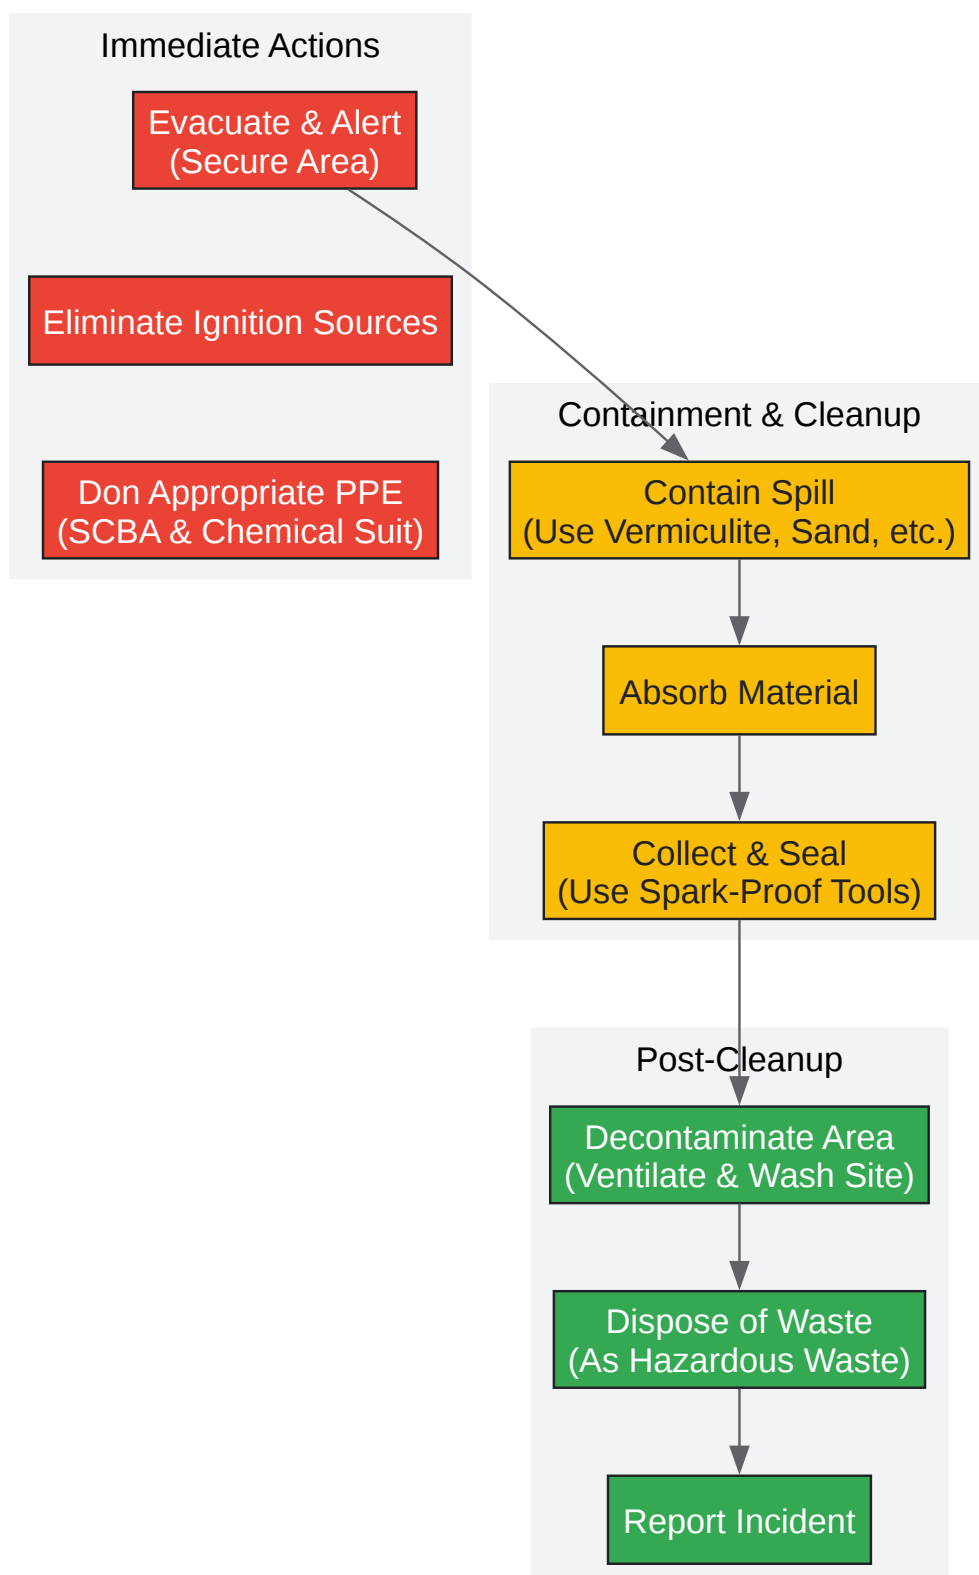 Immediate Actions
Evacuate & Alert
(Secure Area)
Eliminate Ignition Sources
Don Appropriate PPE
(SCBA & Chemical Suit)
Containment & Cleanup
Contain Spill
(Use Vermiculite, Sand, etc.)
Absorb Material
Collect & Seal
(Use Spark-Proof Tools)
Post-Cleanup
Decontaminate Area
(Ventilate & Wash Site)
Dispose of Waste
(As Hazardous Waste)
Report Incident